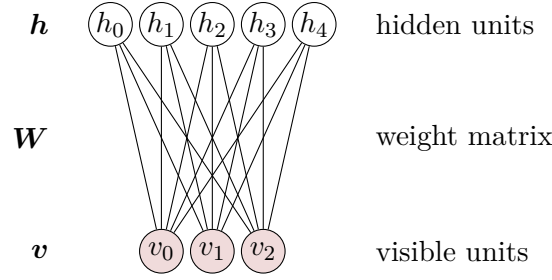 h h₀ h₁ h₂ h₃ h₄ hidden units
W weight matrix
v v₀ v₁ v₂ visible units